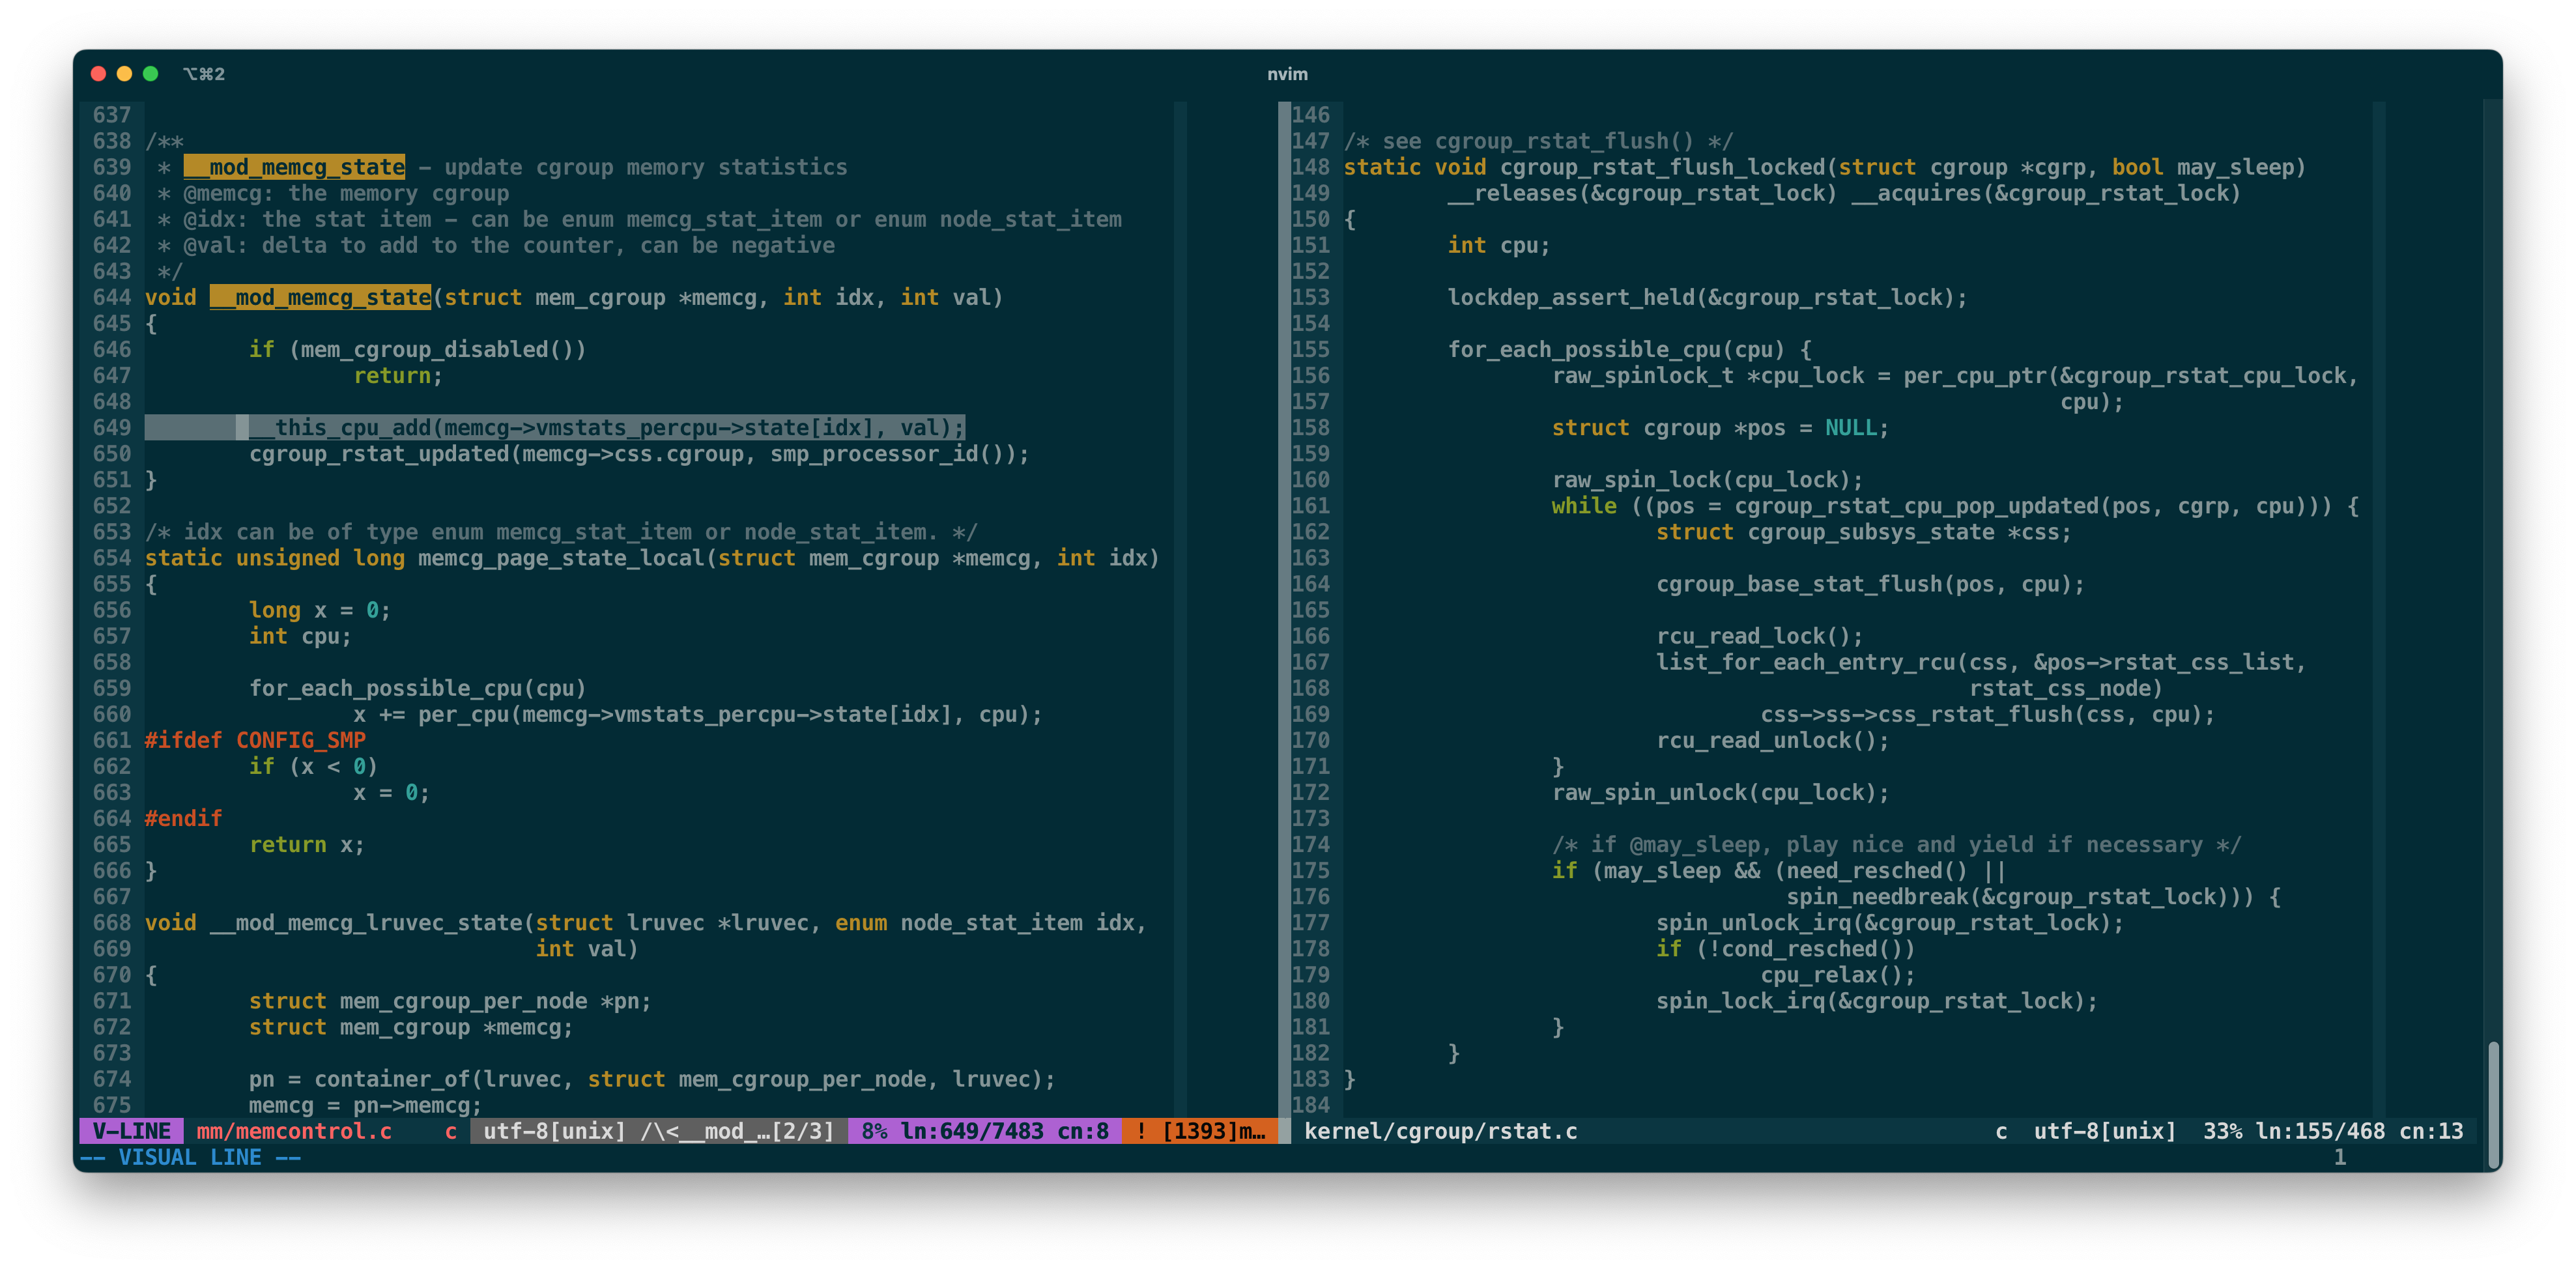 ⌥⌘2
nvim
637
638 /**
639  * __mod_memcg_state - update cgroup memory statistics
640  * @memcg: the memory cgroup
641  * @idx: the stat item - can be enum memcg_stat_item or enum node_stat_item
642  * @val: delta to add to the counter, can be negative
643  */
644 void __mod_memcg_state(struct mem_cgroup *memcg, int idx, int val)
645 {
646         if (mem_cgroup_disabled())
647                 return;
648
649         __this_cpu_add(memcg->vmstats_percpu->state[idx], val);
650         cgroup_rstat_updated(memcg->css.cgroup, smp_processor_id());
651 }
652
653 /* idx can be of type enum memcg_stat_item or node_stat_item. */
654 static unsigned long memcg_page_state_local(struct mem_cgroup *memcg, int idx)
655 {
656         long x = 0;
657         int cpu;
658
659         for_each_possible_cpu(cpu)
660                 x += per_cpu(memcg->vmstats_percpu->state[idx], cpu);
661 #ifdef CONFIG_SMP
662         if (x < 0)
663                 x = 0;
664 #endif
665         return x;
666 }
667
668 void __mod_memcg_lruvec_state(struct lruvec *lruvec, enum node_stat_item idx,
669                               int val)
670 {
671         struct mem_cgroup_per_node *pn;
672         struct mem_cgroup *memcg;
673
674         pn = container_of(lruvec, struct mem_cgroup_per_node, lruvec);
675         memcg = pn->memcg;
V-LINE  mm/memcontrol.c    c  utf-8[unix] /\<__mod_…[2/3]  8% ln:649/7483 cn:8  ! [1393]m…
146
147 /* see cgroup_rstat_flush() */
148 static void cgroup_rstat_flush_locked(struct cgroup *cgrp, bool may_sleep)
149         __releases(&cgroup_rstat_lock) __acquires(&cgroup_rstat_lock)
150 {
151         int cpu;
152
153         lockdep_assert_held(&cgroup_rstat_lock);
154
155         for_each_possible_cpu(cpu) {
156                 raw_spinlock_t *cpu_lock = per_cpu_ptr(&cgroup_rstat_cpu_lock,
157                                                        cpu);
158                 struct cgroup *pos = NULL;
159
160                 raw_spin_lock(cpu_lock);
161                 while ((pos = cgroup_rstat_cpu_pop_updated(pos, cgrp, cpu))) {
162                         struct cgroup_subsys_state *css;
163
164                         cgroup_base_stat_flush(pos, cpu);
165
166                         rcu_read_lock();
167                         list_for_each_entry_rcu(css, &pos->rstat_css_list,
168                                                 rstat_css_node)
169                                 css->ss->css_rstat_flush(css, cpu);
170                         rcu_read_unlock();
171                 }
172                 raw_spin_unlock(cpu_lock);
173
174                 /* if @may_sleep, play nice and yield if necessary */
175                 if (may_sleep && (need_resched() ||
176                                   spin_needbreak(&cgroup_rstat_lock))) {
177                         spin_unlock_irq(&cgroup_rstat_lock);
178                         if (!cond_resched())
179                                 cpu_relax();
180                         spin_lock_irq(&cgroup_rstat_lock);
181                 }
182         }
183 }
184
kernel/cgroup/rstat.c    c  utf-8[unix]  33% ln:155/468 cn:13
-- VISUAL LINE --    1